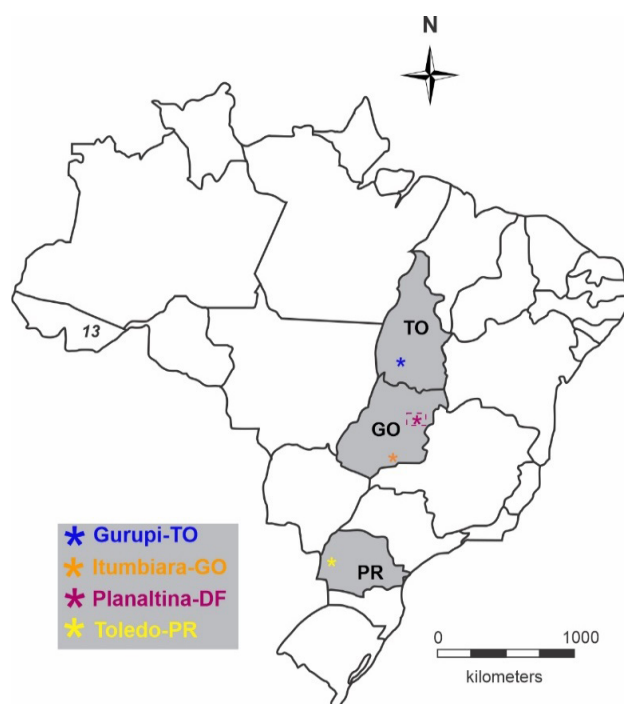 N
13
TO
GO
PR
Gurupi-TO
Itumbiara-GO
Planaltina-DF
Toledo-PR
0 1000
kilometers